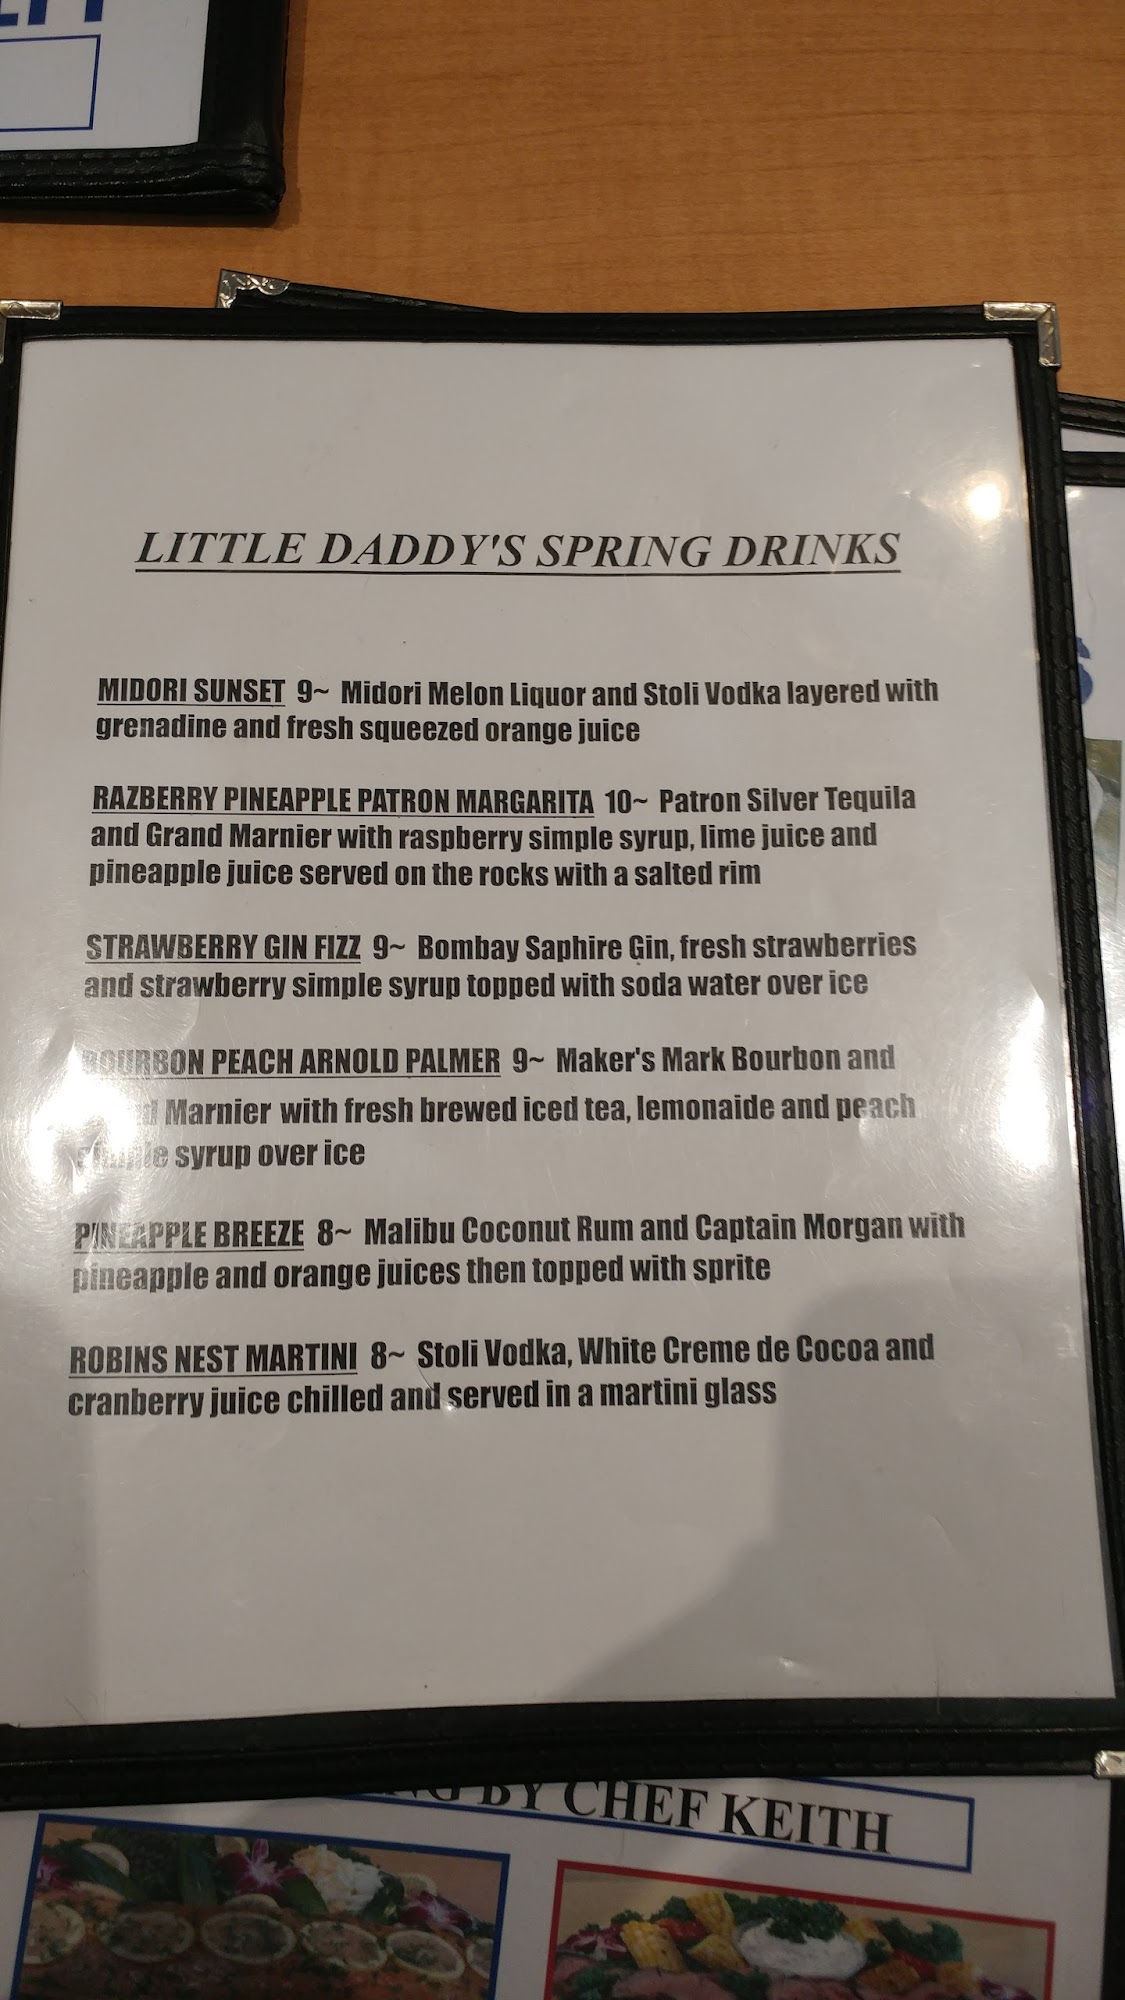 LITTLE DADDY'S SPRING DRINKS
MIDORI SUNSET 9~ Midori Melon Liquor and Stoli Vodka layered with
grenadine and fresh squeezed orange juice
RAZBERRY PINEAPPLE PATRON MARGARITA 10~ Patron Silver Tequila
and Grand Marnier with raspberry simple syrup, lime juice and
pineapple juice served on the rocks with a salted rim
STRAWBERRY GIN FIZZ 9~ Bombay Saphire Gin, fresh strawberries
and strawberry simple syrup topped with soda water over ice
BOURBON PEACH ARNOLD PALMER 9~ Maker's Mark Bourbon and
Marnier with fresh brewed iced tea, lemonaide and peach
simple syrup over ice
PINEAPPLE BREEZE 8~ Malibu Coconut Rum and Captain Morgan with
pineapple and orange juices then topped with sprite
ROBINS NEST MARTINI 8~ Stoli Vodka, White Creme de Cocoa and
cranberry juice chilled and served in a martini glass
BY CHEF KEITH